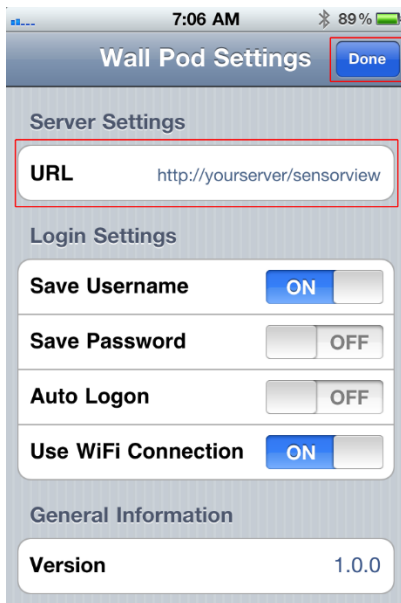 7:06 AM 89%
Wall Pod Settings Done
Server Settings
URL http://yourserver/sensorview
Login Settings
Save Username ON
Save Password OFF
Auto Logon OFF
Use WiFi Connection ON
General Information
Version 1.0.0